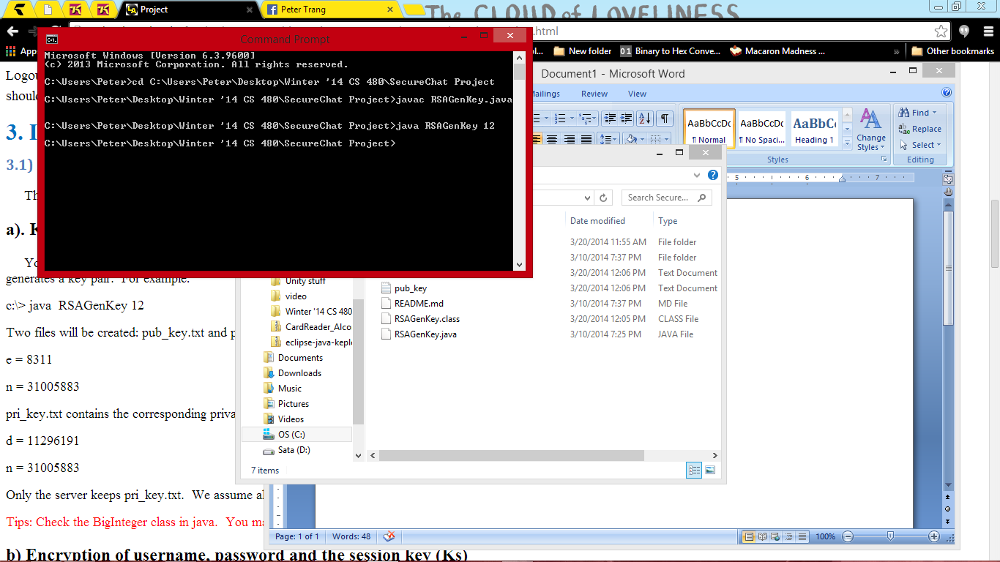 Project
Peter Trang
The CLOUD of LOVELINESS
.html
Apps
New folder
Binary to Hex Conve...
Macaron Madness ...
»
Other bookmarks
Command Prompt
Microsoft Windows [Version 6.3.9600]
(c) 2013 Microsoft Corporation. All rights reserved.
C:\Users\Peter>cd C:\Users\Peter\Desktop\Winter '14 CS 480\SecureChat Project
C:\Users\Peter\Desktop\Winter '14 CS 480\SecureChat Project>javac RSAGenKey.java
C:\Users\Peter\Desktop\Winter '14 CS 480\SecureChat Project>java RSAGenKey 12
C:\Users\Peter\Desktop\Winter '14 CS 480\SecureChat Project>
Document1 - Microsoft Word
Mailings Review View
AaBbCcDc AaBbCcDc AaBbCc
¶ Normal ¶ No Spaci... Heading 1
Change
Styles
Find
Replace
Select
Styles Editing
5 6 7
Search Secure...
Date modified Type
3/20/2014 11:55 AM File folder
3/10/2014 7:37 PM File folder
3/20/2014 12:06 PM Text Document
pub_key 3/20/2014 12:06 PM Text Document
README.md 3/10/2014 7:37 PM MD File
RSAGenKey.class 3/20/2014 12:05 PM CLASS File
RSAGenKey.java 3/10/2014 7:25 PM JAVA File
Unity stuff
video
Winter '14 CS 480
CardReader_Alco
eclipse-java-keple
Documents
Downloads
Music
Pictures
Videos
OS (C:)
Sata (D:)
7 items
Logou
shoul
3. I
3.1)
Th
a). K
Yo
generates a key pair. For example:
c:\> java RSAGenKey 12
Two files will be created: pub_key.txt and p
e = 8311
n = 31005883
pri_key.txt contains the corresponding priva
d = 11296191
n = 31005883
Only the server keeps pri_key.txt. We assume al
Tips: Check the BigInteger class in java. You ma
b) Encryption of username, password and the session key (Ks)
Page: 1 of 1 Words: 48 100%